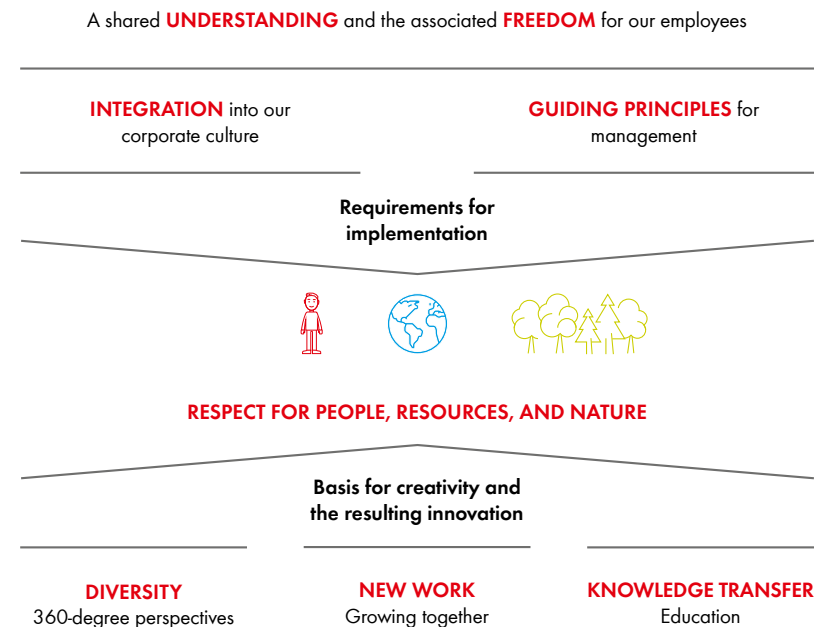 A shared UNDERSTANDING and the associated FREEDOM for our employees
INTEGRATION into our
corporate culture
GUIDING PRINCIPLES for
management
Requirements for
implementation
RESPECT FOR PEOPLE, RESOURCES, AND NATURE
Basis for creativity and
the resulting innovation
DIVERSITY
360-degree perspectives
NEW WORK
Growing together
KNOWLEDGE TRANSFER
Education